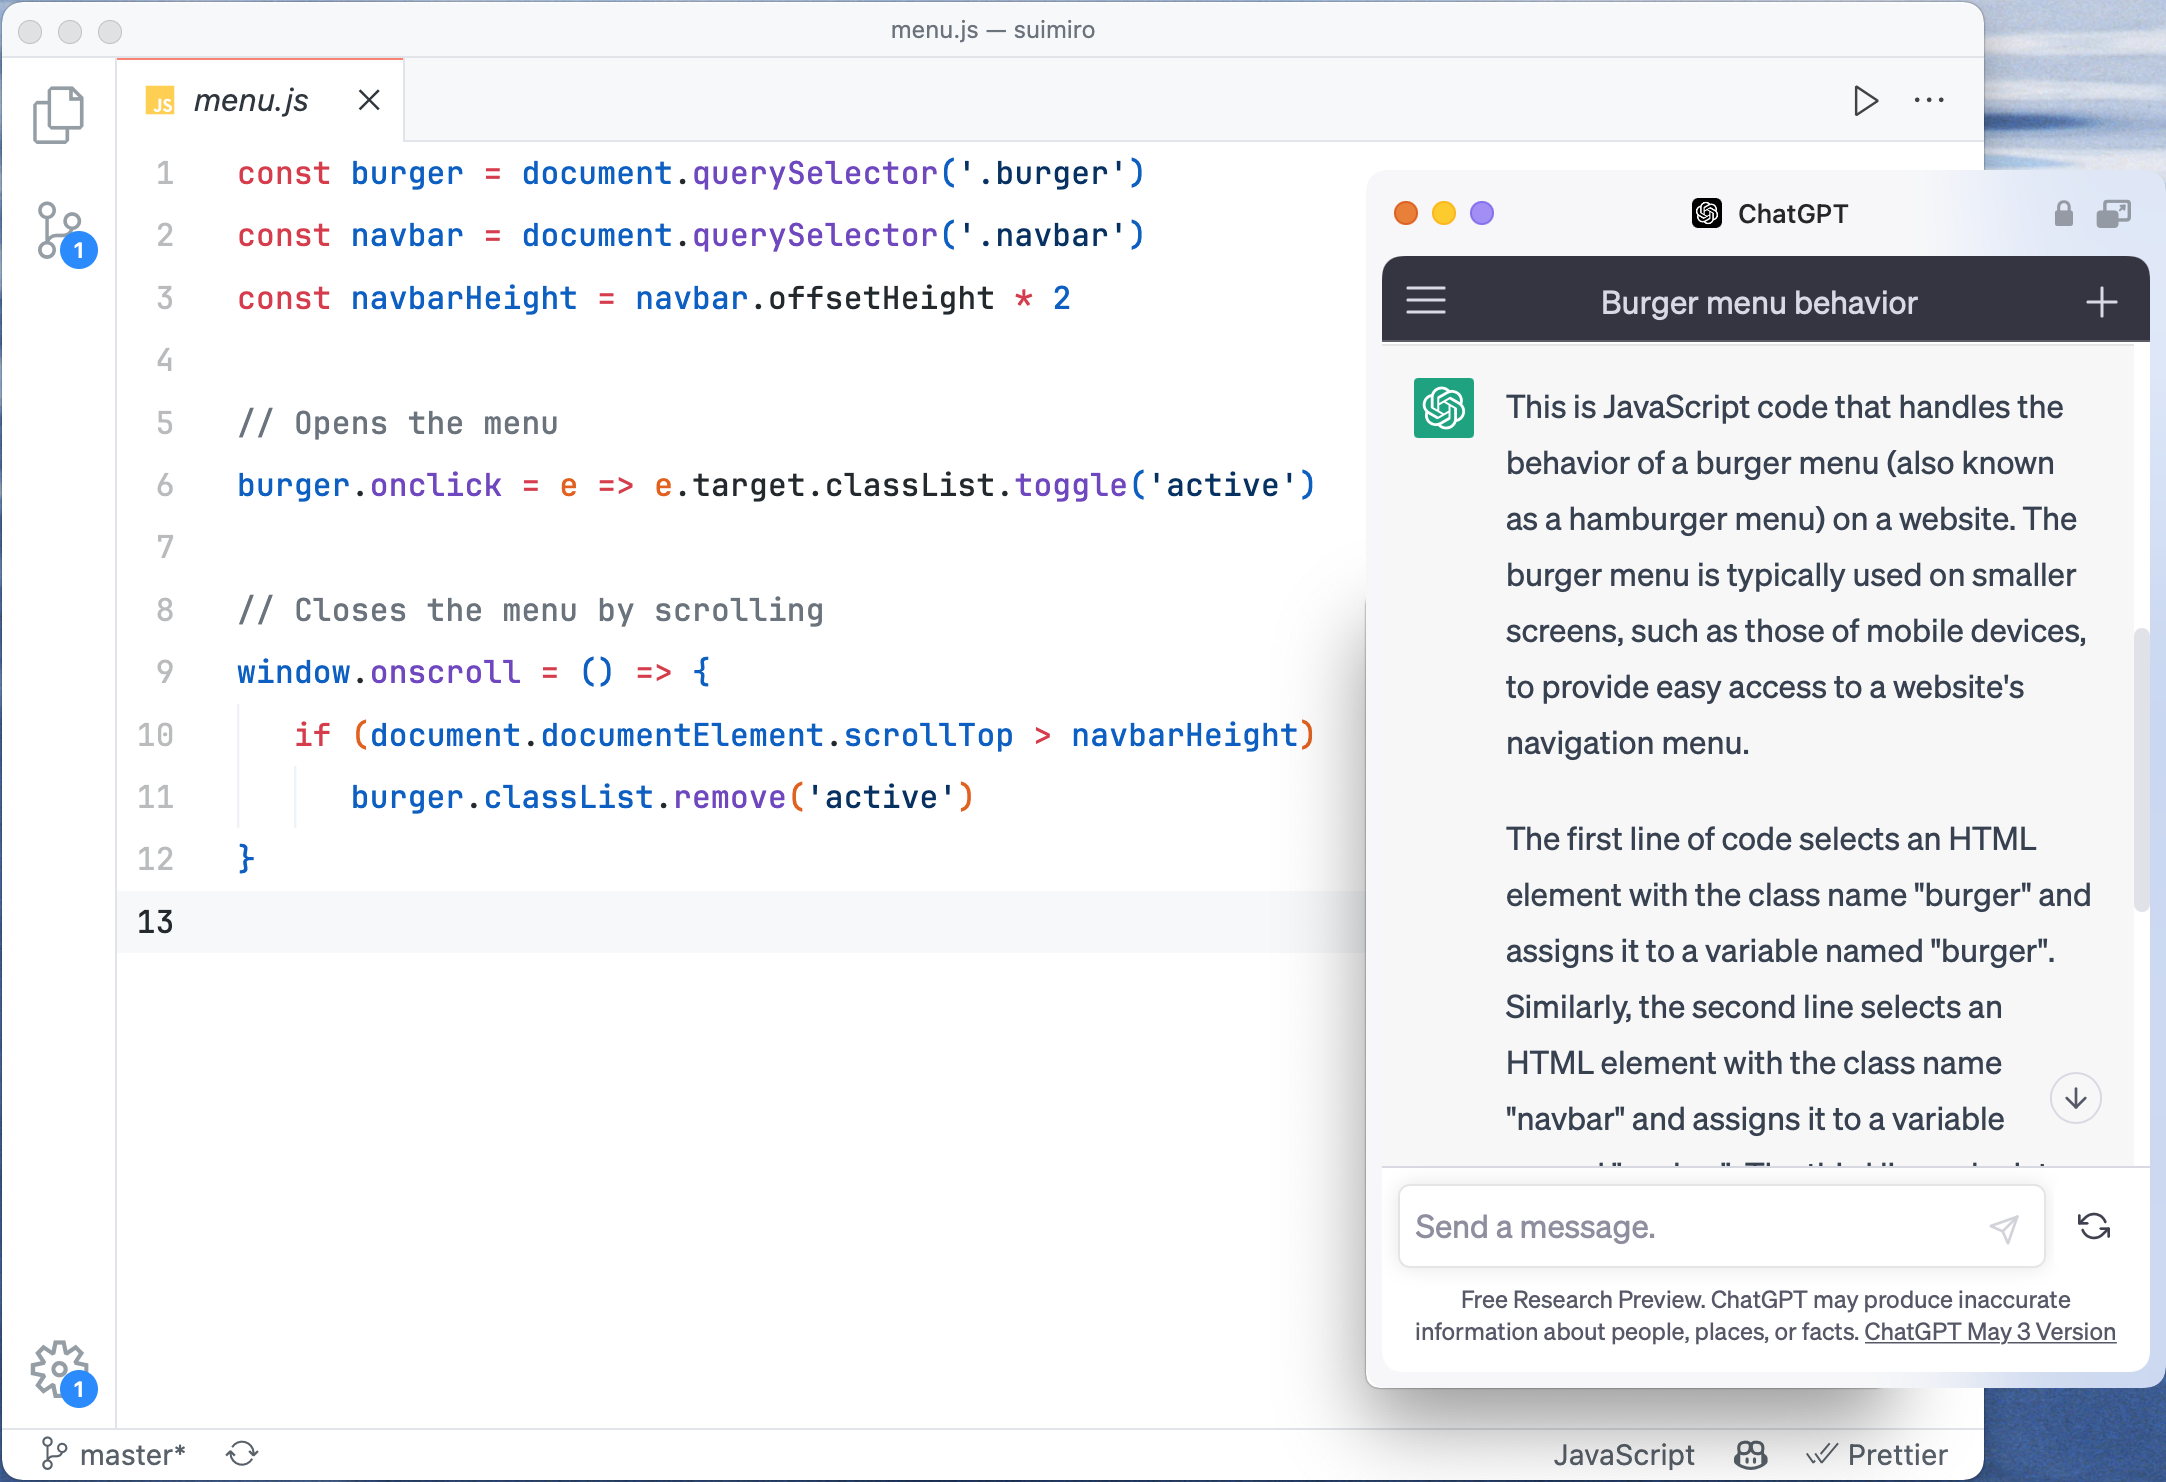 menu.js — suimiro
JS menu.js
1 const burger = document.querySelector('.burger')
2 const navbar = document.querySelector('.navbar')
3 const navbarHeight = navbar.offsetHeight * 2
4
5 // Opens the menu
6 burger.onclick = e => e.target.classList.toggle('active')
7
8 // Closes the menu by scrolling
9 window.onscroll = () => {
10 if (document.documentElement.scrollTop > navbarHeight)
11 burger.classList.remove('active')
12 }
13
1
1
master*
JavaScript
Prettier
ChatGPT
Burger menu behavior
This is JavaScript code that handles the
behavior of a burger menu (also known
as a hamburger menu) on a website. The
burger menu is typically used on smaller
screens, such as those of mobile devices,
to provide easy access to a website's
navigation menu.
The first line of code selects an HTML
element with the class name "burger" and
assigns it to a variable named "burger".
Similarly, the second line selects an
HTML element with the class name
"navbar" and assigns it to a variable
Send a message.
Free Research Preview. ChatGPT may produce inaccurate
information about people, places, or facts. ChatGPT May 3 Version